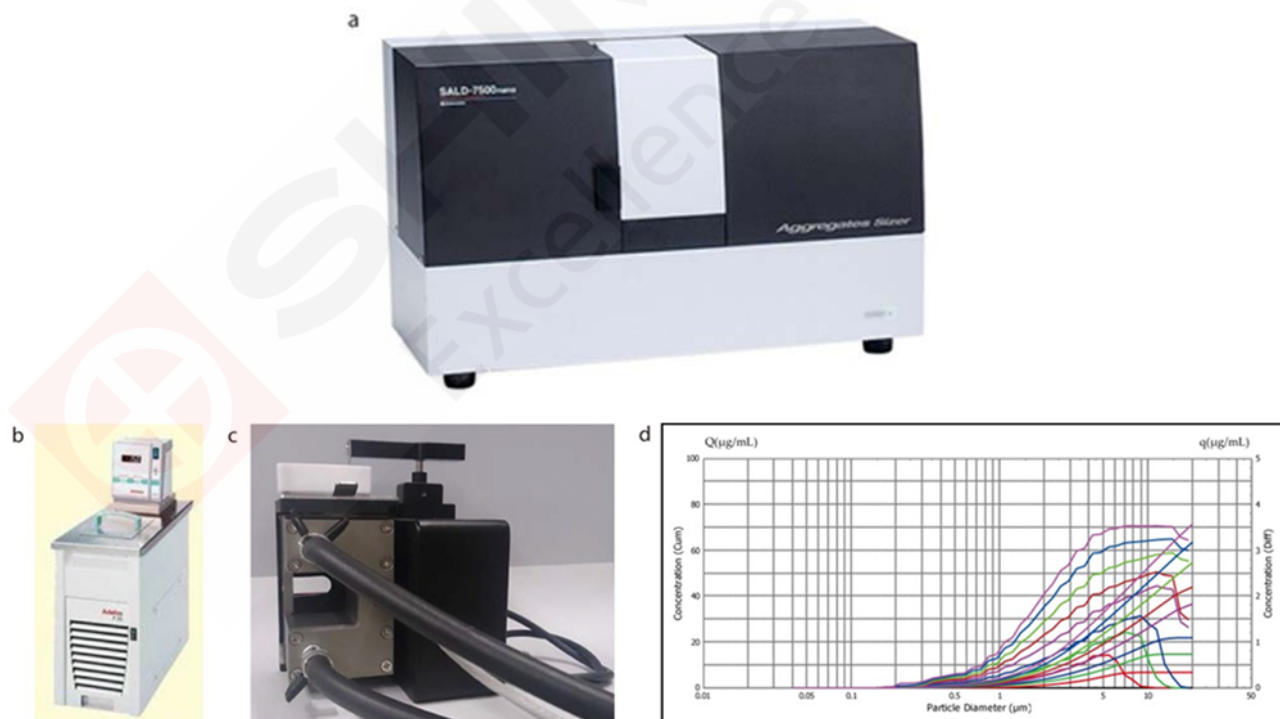 a
SALD-7500nano
Aggregates Sizer
b
c
d
Q(µg/mL)
q(µg/mL)
100
80
60
40
20
0
Concentration (Cum)
5
4
3
2
1
0
Concentration (Diff)
0.01
0.05
0.1
0.5
1
5
10
50
Particle Diameter (µm)
Excellence